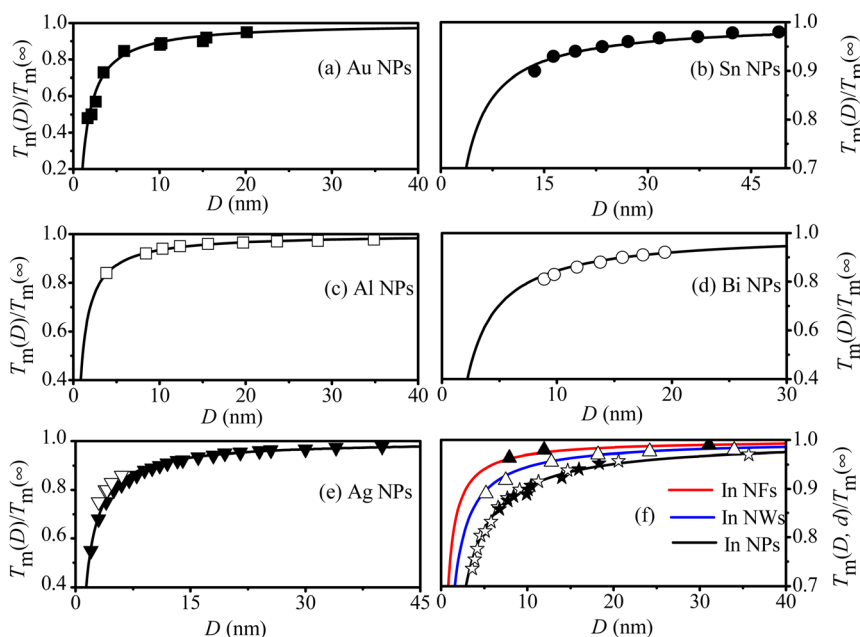 1.0
0.8
0.6
0.4
0.2
0
10
20
30
40
T_m(D)/T_m(∞)
D (nm)
(a) Au NPs
1.0
0.9
0.8
0.7
0
15
30
45
T_m(D)/T_m(∞)
D (nm)
(b) Sn NPs
1.0
0.8
0.6
0.4
0
10
20
30
40
T_m(D)/T_m(∞)
D (nm)
(c) Al NPs
1.0
0.8
0.6
0.4
0
10
20
30
T_m(D)/T_m(∞)
D (nm)
(d) Bi NPs
1.0
0.8
0.6
0.4
0
15
30
45
T_m(D)/T_m(∞)
D (nm)
(e) Ag NPs
1.0
0.9
0.8
0.7
0
10
20
30
40
T_m(D, d)/T_m(∞)
D (nm)
(f)
In NFs
In NWs
In NPs